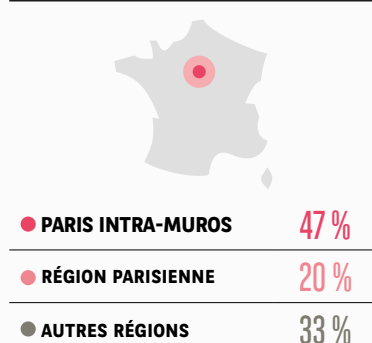 PARIS INTRA-MUROS 47 %
RÉGION PARISIENNE 20 %
AUTRES RÉGIONS 33 %